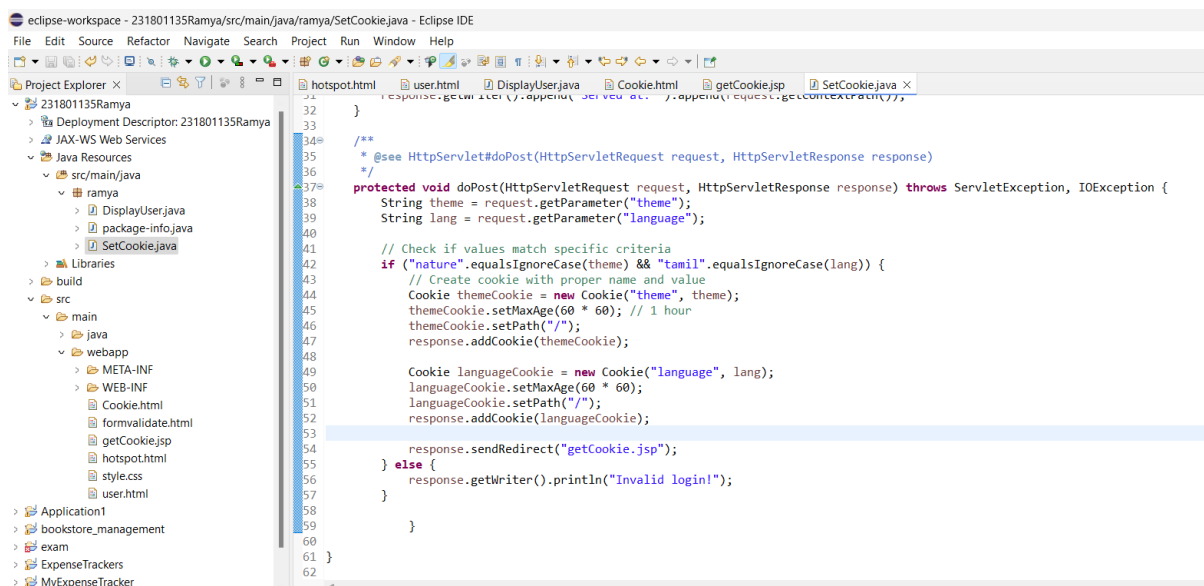 eclipse-workspace - 231801135Ramya/src/main/java/ramya/SetCookie.java - Eclipse IDE
File Edit Source Refactor Navigate Search Project Run Window Help
Project Explorer
231801135Ramya
Deployment Descriptor: 231801135Ramya
JAX-WS Web Services
Java Resources
src/main/java
ramya
DisplayUser.java
package-info.java
SetCookie.java
Libraries
build
src
main
java
webapp
META-INF
WEB-INF
Cookie.html
formvalidate.html
getCookie.jsp
hotspot.html
style.css
user.html
Application1
bookstore_management
exam
ExpenseTrackers
MyExpenseTracker
hotspot.html user.html DisplayUser.java Cookie.html getCookie.jsp SetCookie.java
31 response.getWriter().append("Served at: ").append(request.getContextPath());
32 }
33
34 /**
35 * @see HttpServlet#doPost(HttpServletRequest request, HttpServletResponse response)
36 */
37 protected void doPost(HttpServletRequest request, HttpServletResponse response) throws ServletException, IOException {
38 String theme = request.getParameter("theme");
39 String lang = request.getParameter("language");
40
41 // Check if values match specific criteria
42 if ("nature".equalsIgnoreCase(theme) && "tamil".equalsIgnoreCase(lang)) {
43 // Create cookie with proper name and value
44 Cookie themeCookie = new Cookie("theme", theme);
45 themeCookie.setMaxAge(60 * 60); // 1 hour
46 themeCookie.setPath("/");
47 response.addCookie(themeCookie);
48
49 Cookie languageCookie = new Cookie("language", lang);
50 languageCookie.setMaxAge(60 * 60);
51 languageCookie.setPath("/");
52 response.addCookie(languageCookie);
53
54 response.sendRedirect("getCookie.jsp");
55 } else {
56 response.getWriter().println("Invalid login!");
57 }
58
59 }
60
61 }
62